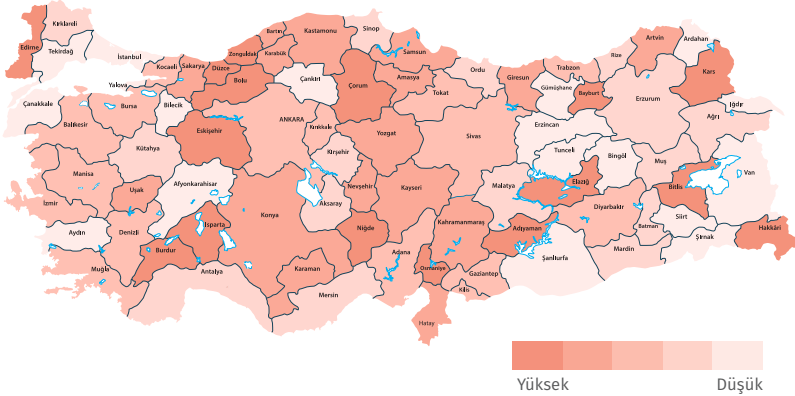 Edirne
Kırklareli
Tekirdağ
İstanbul
Yalova
Kocaeli
Sakarya
Düzce
Zonguldak
Bartın
Karabük
Kastamonu
Sinop
Samsun
Bolu
Çankiri
Çorum
Amasya
Tokat
Ordu
Giresun
Gümüşhane
Trabzon
Bayburt
Rize
Artvin
Ardahan
Kars
Iğdır
Ağrı
Erzurum
Erzincan
Çanakkale
Balıkesir
Bursa
Bilecik
Eskişehir
Kütahya
ANKARA
Kırıkkale
Kırşehir
Yozgat
Sivas
Tunceli
Bingöl
Muş
Bitlis
Van
Manisa
İzmir
Uşak
Afyonkarahisar
Aksaray
Nevşehir
Kayseri
Malatya
Elazığ
Diyarbakir
Batman
Siirt
Şırnak
Hakkâri
Aydın
Denizli
Isparta
Burdur
Konya
Niğde
Kahramanmaraş
Adıyaman
Şanlıurfa
Mardin
Muğla
Antalya
Karaman
Mersin
Adana
Osmaniye
Gaziantep
Kilis
Hatay
Yüksek
Düşük